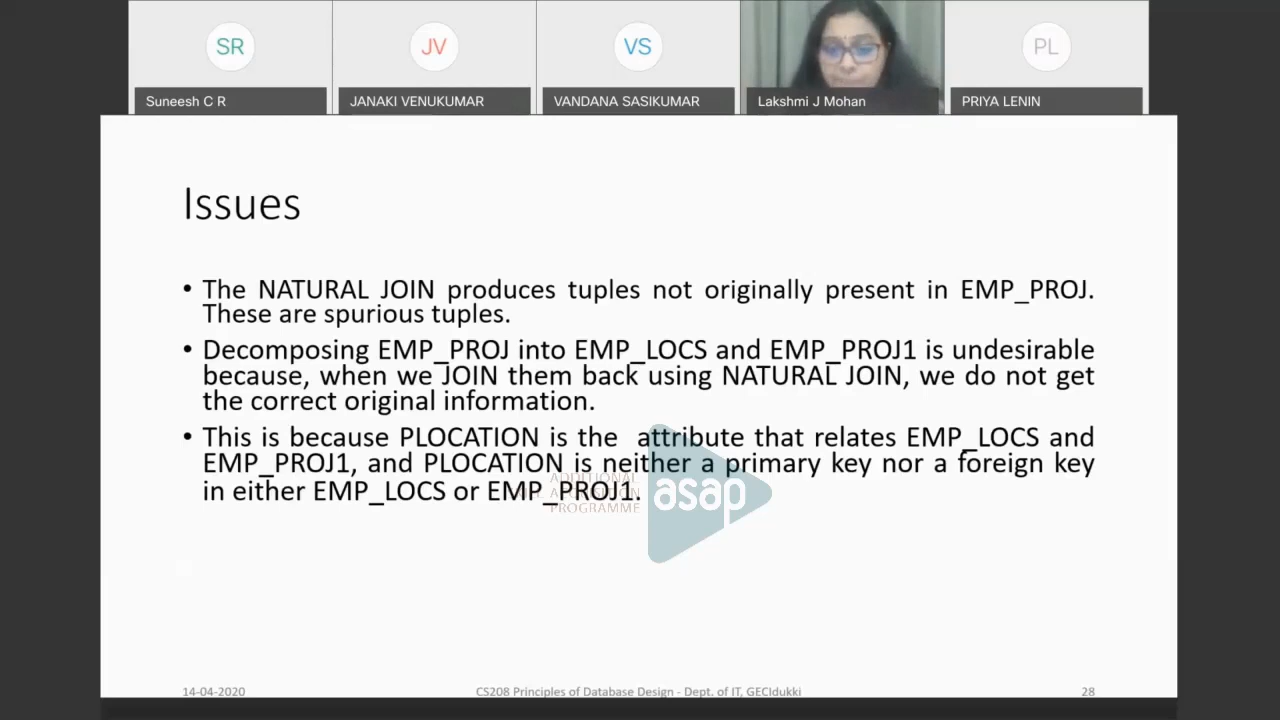 SR
JV
VS
PL
Suneesh C R
JANAKI VENUKUMAR
VANDANA SASIKUMAR
Lakshmi J Mohan
PRIYA LENIN
Issues
• The NATURAL JOIN produces tuples not originally present in EMP_PROJ.
These are spurious tuples.
• Decomposing EMP_PROJ into EMP_LOCS and EMP_PROJ1 is undesirable
because, when we JOIN them back using NATURAL JOIN, we do not get
the correct original information.
• This is because PLOCATION is the attribute that relates EMP_LOCS and
EMP_PROJ1, and PLOCATION is neither a primary key nor a foreign key
in either EMP_LOCS or EMP_PROJ1.
ADDITIONAL
PROGRAMME
asap
14-04-2020
CS208 Principles of Database Design - Dept. of IT, GECIdukki
28